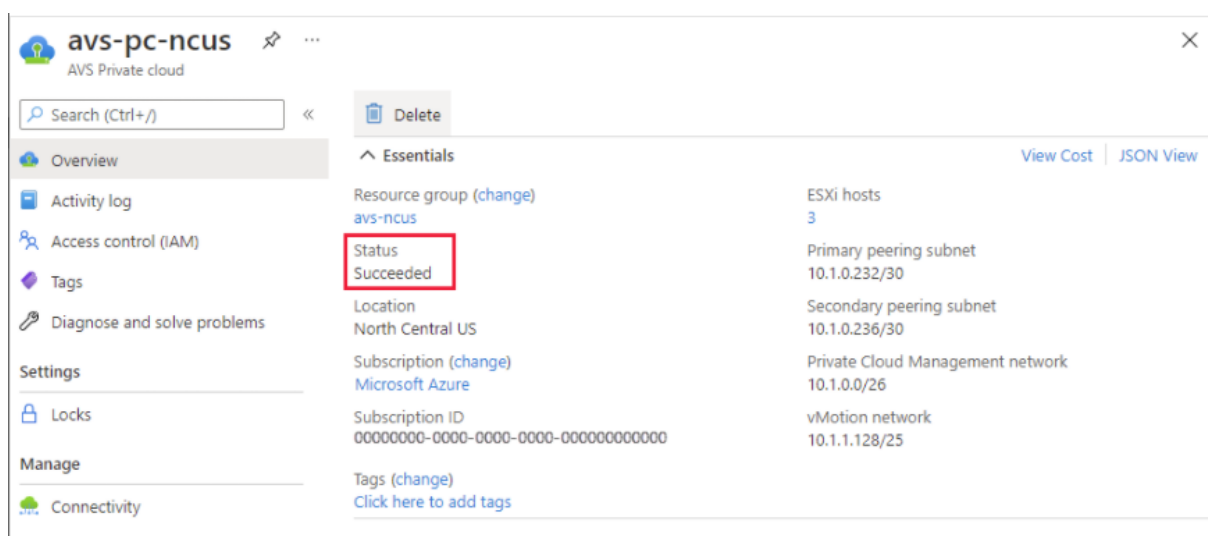 avs-pc-ncus
AVS Private cloud
Search (Ctrl+/)
Overview
Activity log
Access control (IAM)
Tags
Diagnose and solve problems
Settings
Locks
Manage
Connectivity
Delete
Essentials
View Cost
JSON View
Resource group (change)
avs-ncus
Status
Succeeded
Location
North Central US
Subscription (change)
Microsoft Azure
Subscription ID
00000000-0000-0000-0000-000000000000
Tags (change)
Click here to add tags
ESXi hosts
3
Primary peering subnet
10.1.0.232/30
Secondary peering subnet
10.1.0.236/30
Private Cloud Management network
10.1.0.0/26
vMotion network
10.1.1.128/25